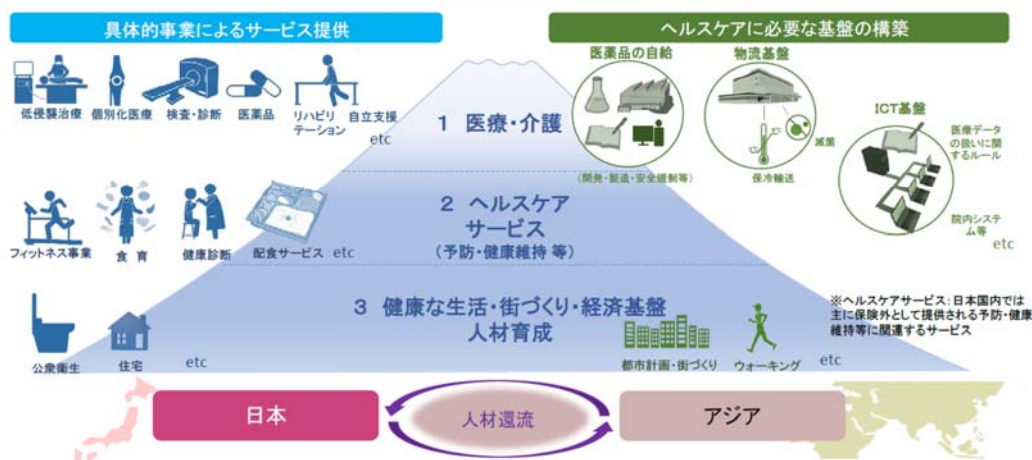 具体的事業によるサービス提供
ヘルスケアに必要な基盤の構築
低侵襲治療
個別化医療
検査・診断
医薬品
リハビリ
テーション
自立支援
etc
1 医療・介護
医薬品の自給
(開発・製造・安全規制等)
物流基盤
滅菌
保冷輸送
ICT基盤
医療データ
の扱いに関
するルール
院内システ
ム等
etc
フィットネス事業
食 育
健康診断
配食サービス
etc
2 ヘルスケア
サービス
(予防・健康維持 等)
3 健康な生活・街づくり・経済基盤
人材育成
※ヘルスケアサービス:日本国内では
主に保険外として提供される予防・健康
維持等に関連するサービス
公衆衛生
住宅
etc
都市計画・街づくり
ウォーキング
etc
日本
人材還流
アジア